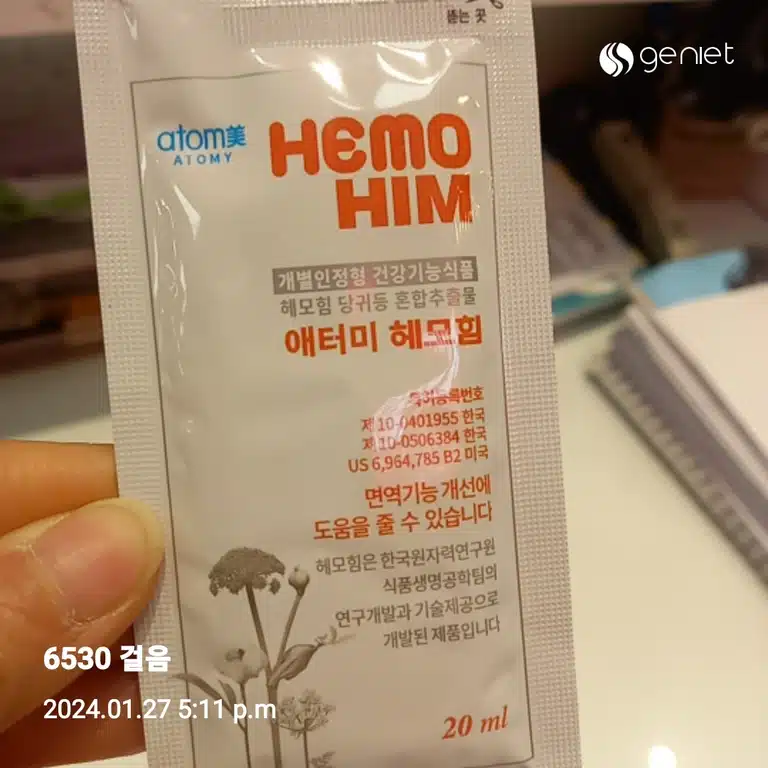 뜯는 곳
geniet
atom美
ATOMY
HEMO
HIM
개별인정형 건강기능식품
헤모힘 당귀등 혼합추출물
애터미 헤모힘
특허등록번호
제 10-0401955 한국
제 10-0506384 한국
US 6,964,785 B2 미국
면역기능 개선에
도움을 줄 수 있습니다
헤모힘은 한국원자력연구원
식품생명공학팀의
연구개발과 기술제공으로
개발된 제품입니다
6530 걸음
2024.01.27 5:11 p.m
20 ml